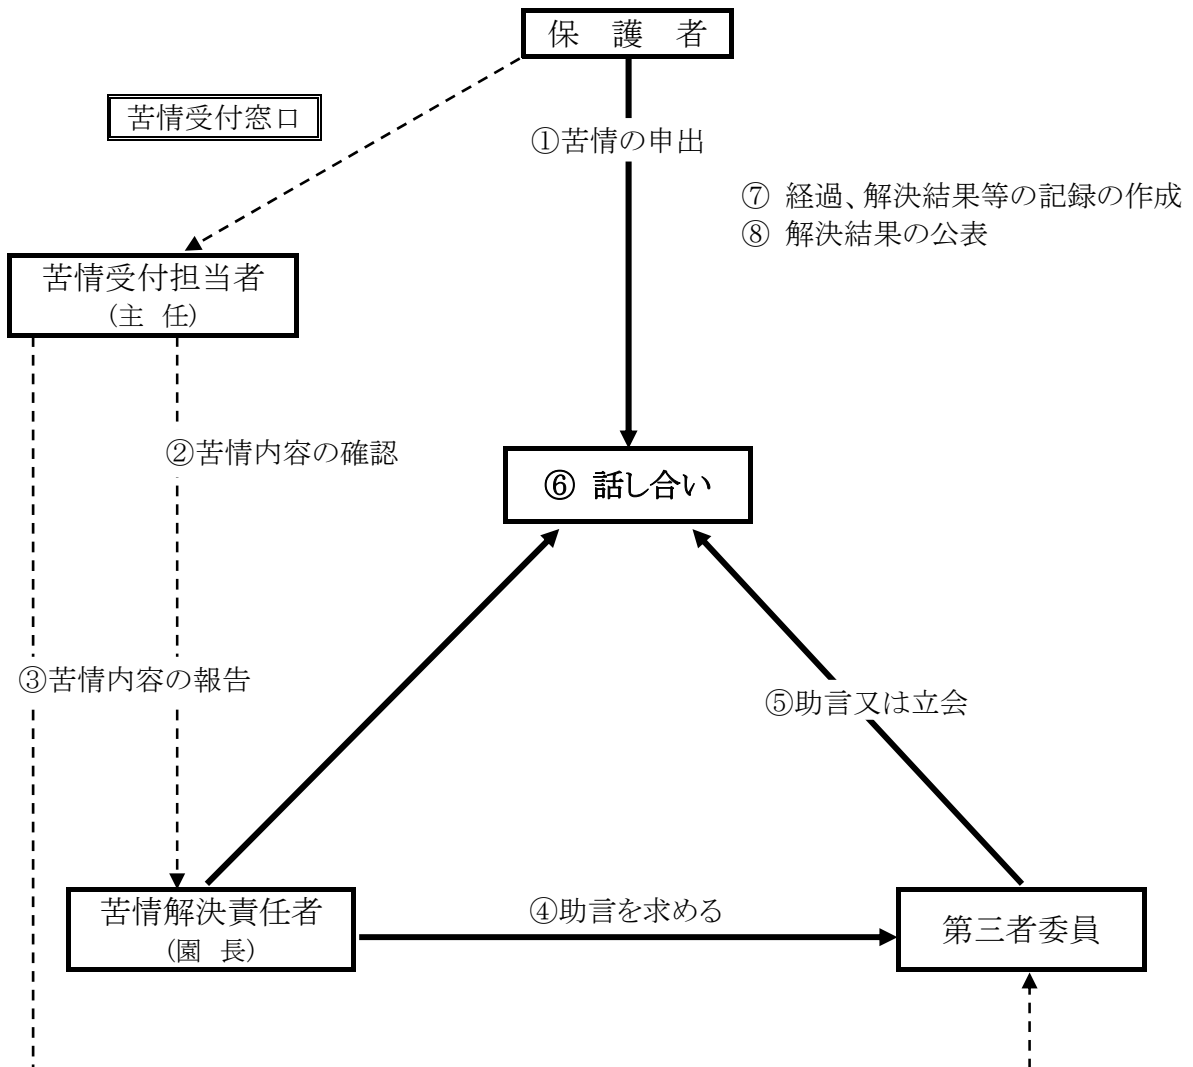 保 護 者
苦情受付窓口
①苦情の申出
⑦ 経過、解決結果等の記録の作成
⑧ 解決結果の公表
苦情受付担当者
(主 任)
②苦情内容の確認
⑥ 話し合い
③苦情内容の報告
⑤助言又は立会
苦情解決責任者
(園 長)
④助言を求める
第三者委員